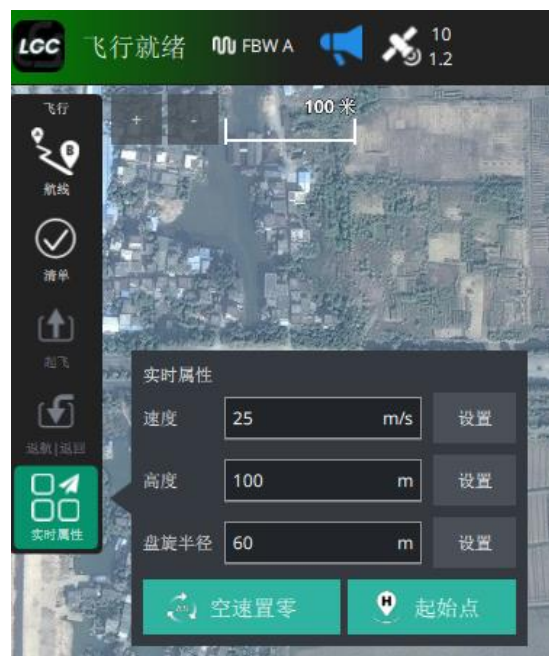 LGC 飞行就绪 FBW A 10
1.2
飞行
+ - 100 米
A
B
航线
清单
起飞
返航|返回
实时属性
实时属性
速度 25 m/s 设置
高度 100 m 设置
盘旋半径 60 m 设置
空速置零 H 起始点